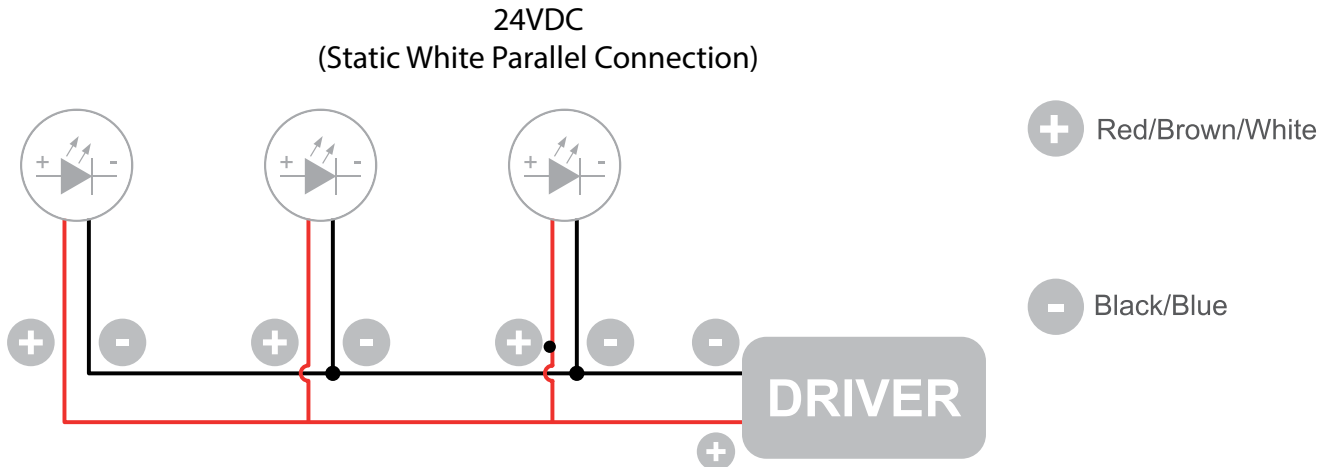 24VDC
(Static White Parallel Connection)
+ -
+ -
+ -
+ Red/Brown/White
- Black/Blue
+ -
+ -
+ -
-
DRIVER
+